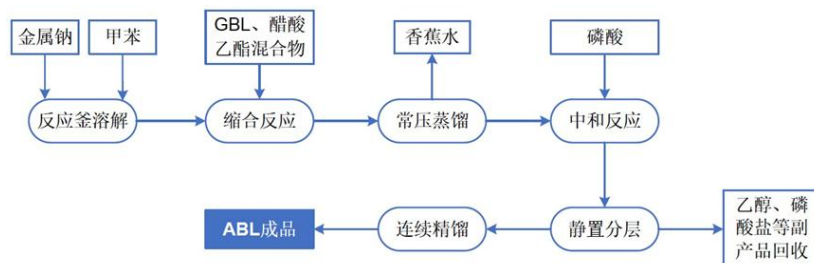 金属钠
甲苯
GBL、醋酸
乙酯混合物
香蕉水
磷酸
反应釜溶解
缩合反应
常压蒸馏
中和反应
ABL成品
连续精馏
静置分层
乙醇、磷
酸盐等副
产品回收